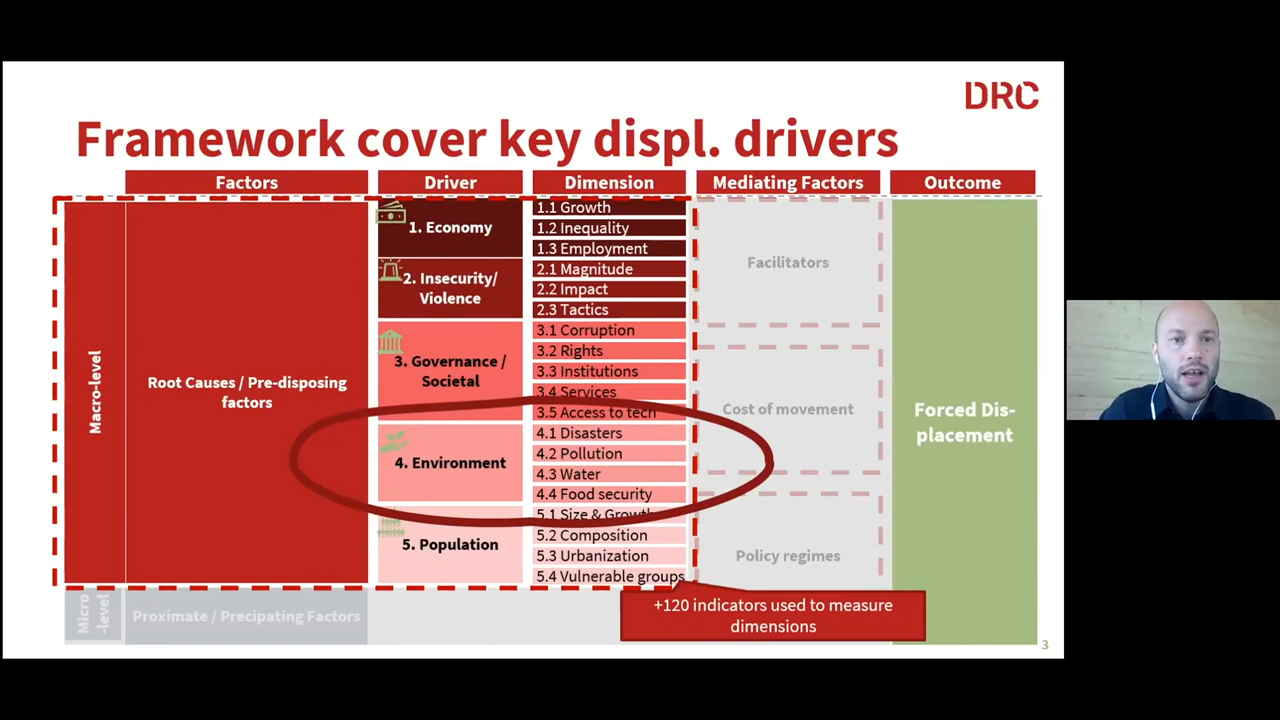 DRC
Framework cover key displ. drivers
Factors
Driver
Dimension
Mediating Factors
Outcome
Macro-level
Root Causes / Pre-disposing
factors
1. Economy
2. Insecurity/
Violence
3. Governance /
Societal
4. Environment
5. Population
1.1 Growth
1.2 Inequality
1.3 Employment
2.1 Magnitude
2.2 Impact
2.3 Tactics
3.1 Corruption
3.2 Rights
3.3 Institutions
3.4 Services
3.5 Access to tech
4.1 Disasters
4.2 Pollution
4.3 Water
4.4 Food security
5.1 Size & Growth
5.2 Composition
5.3 Urbanization
5.4 Vulnerable groups
Facilitators
Cost of movement
Policy regimes
Forced Dis-
placement
Micro
-level
Proximate / Precipating Factors
+120 indicators used to measure
dimensions
3